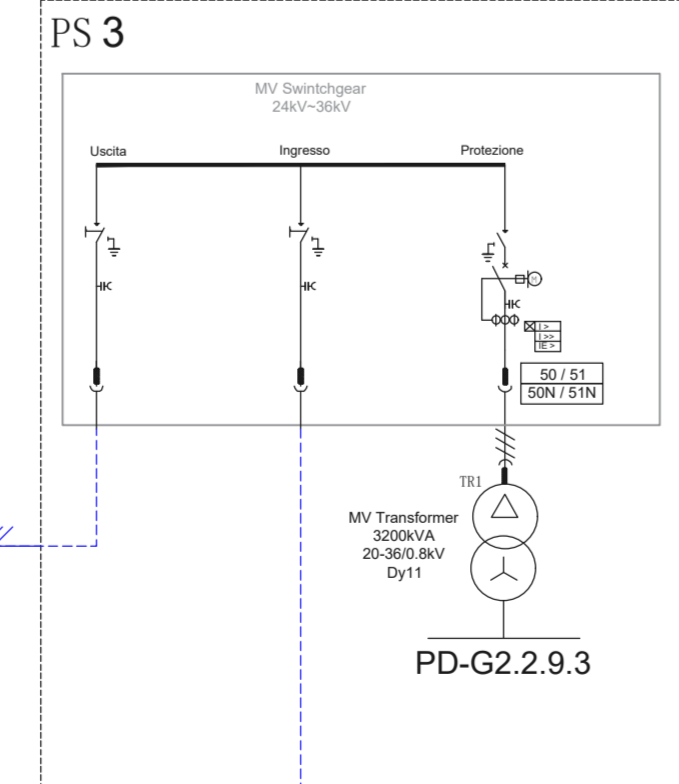 PS 3
MV Swintchgear
24kV~36kV
Uscita
Ingresso
Protezione
M
I >
I >>
IE >
50 / 51
50N / 51N
TR1
MV Transformer
3200kVA
20-36/0.8kV
Dy11
PD-G2.2.9.3